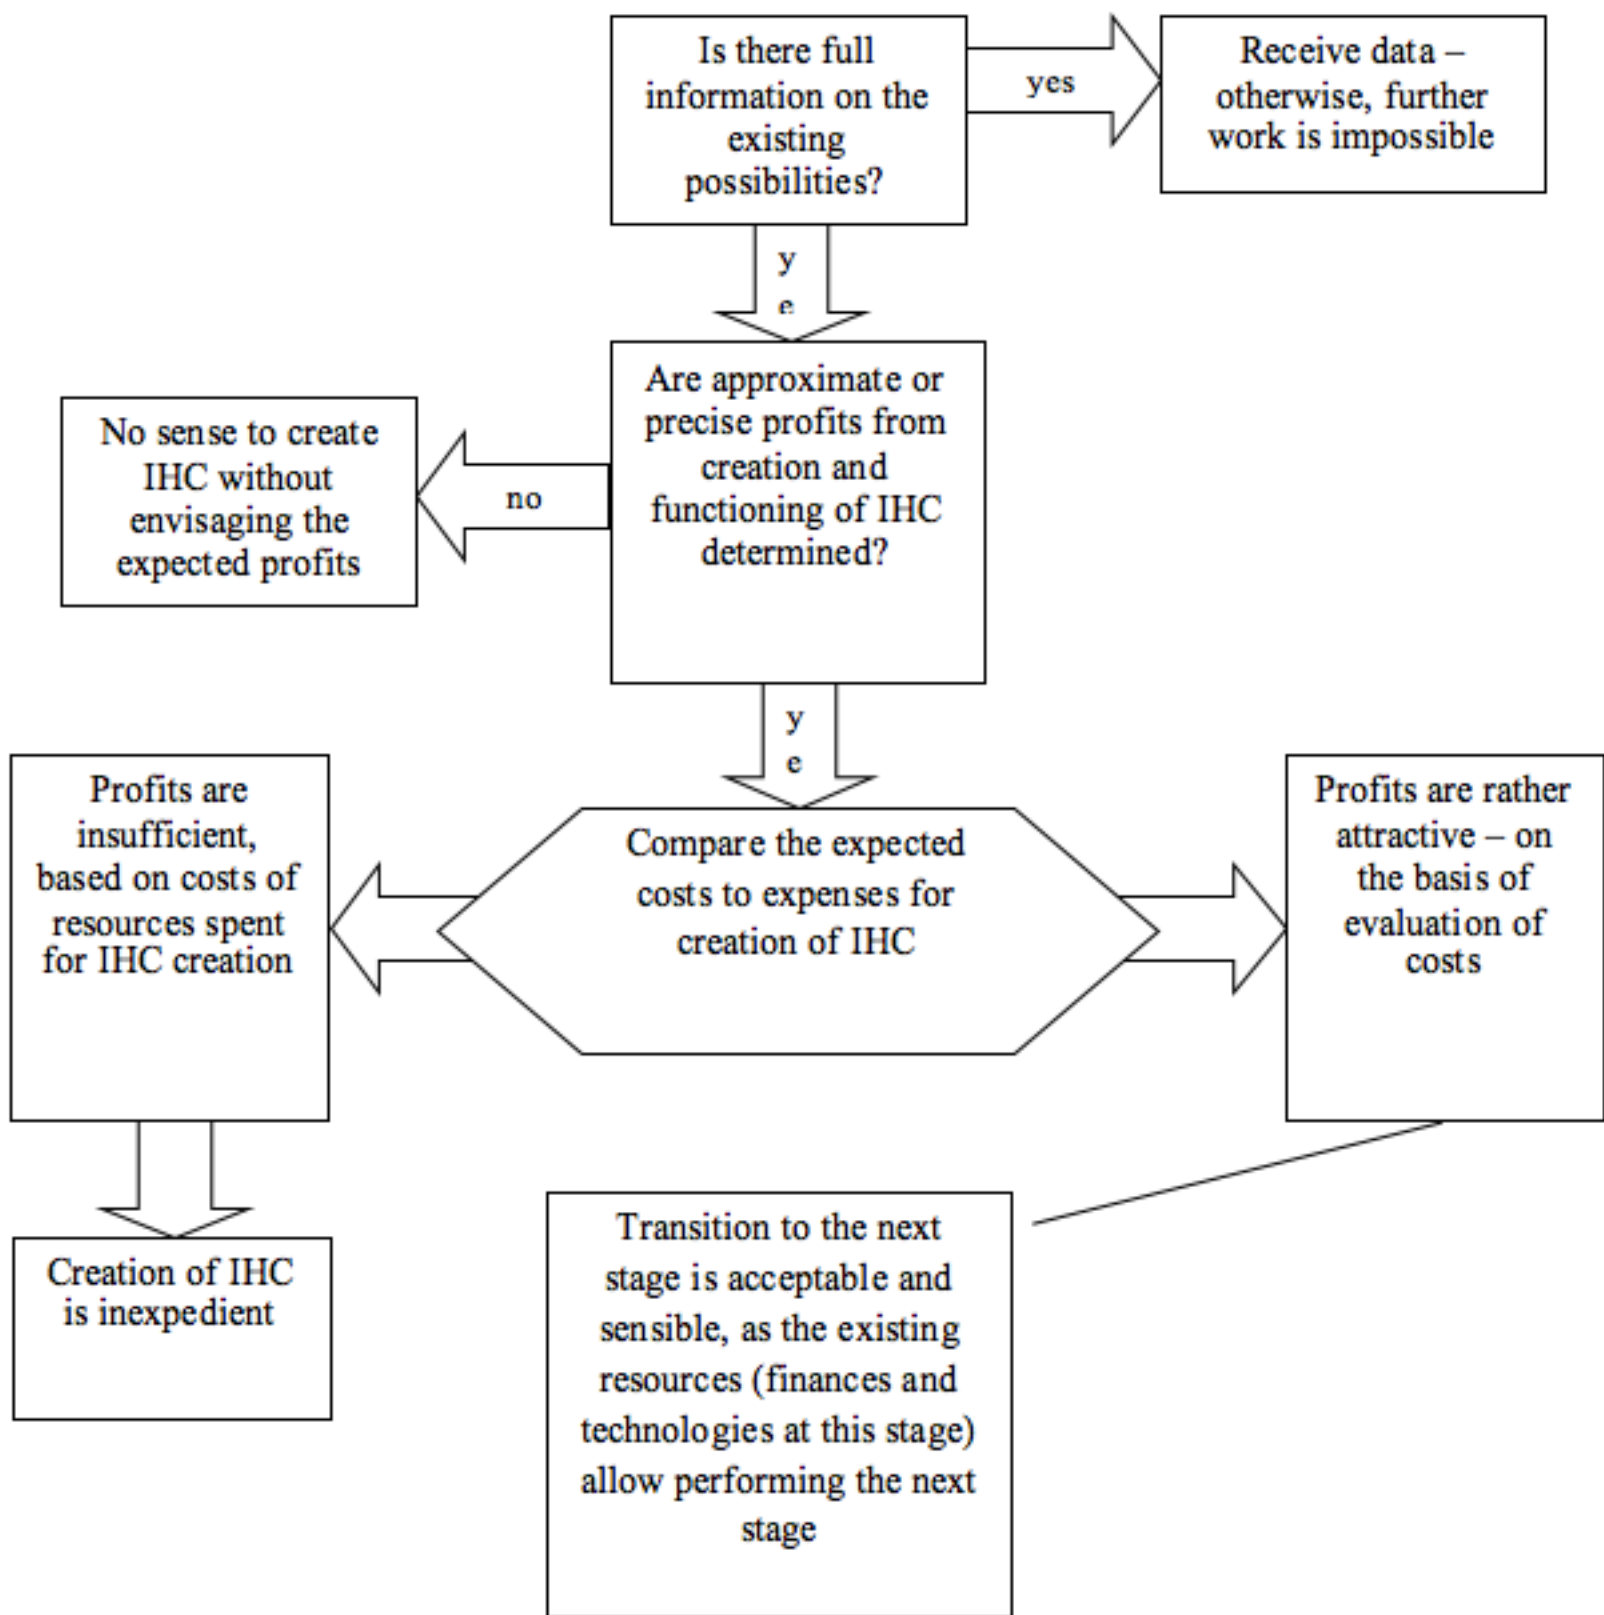 Is there full
information on the
existing
possibilities?
yes
Receive data –
otherwise, further
work is impossible
y
e
Are approximate or
precise profits from
creation and
functioning of IHC
determined?
no
No sense to create
IHC without
envisaging the
expected profits
y
e
Compare the expected
costs to expenses for
creation of IHC
Profits are
insufficient,
based on costs of
resources spent
for IHC creation
Profits are rather
attractive – on
the basis of
evaluation of
costs
Creation of IHC
is inexpedient
Transition to the next
stage is acceptable and
sensible, as the existing
resources (finances and
technologies at this stage)
allow performing the next
stage